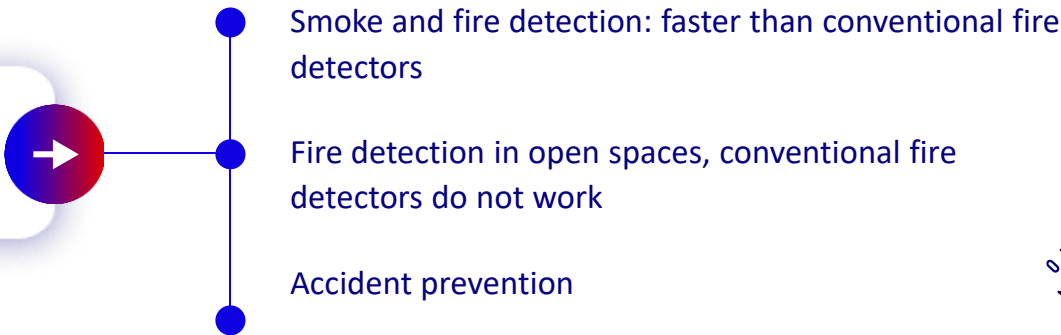 Smoke and fire detection: faster than conventional fire
detectors
Fire detection in open spaces, conventional fire
detectors do not work
Accident prevention